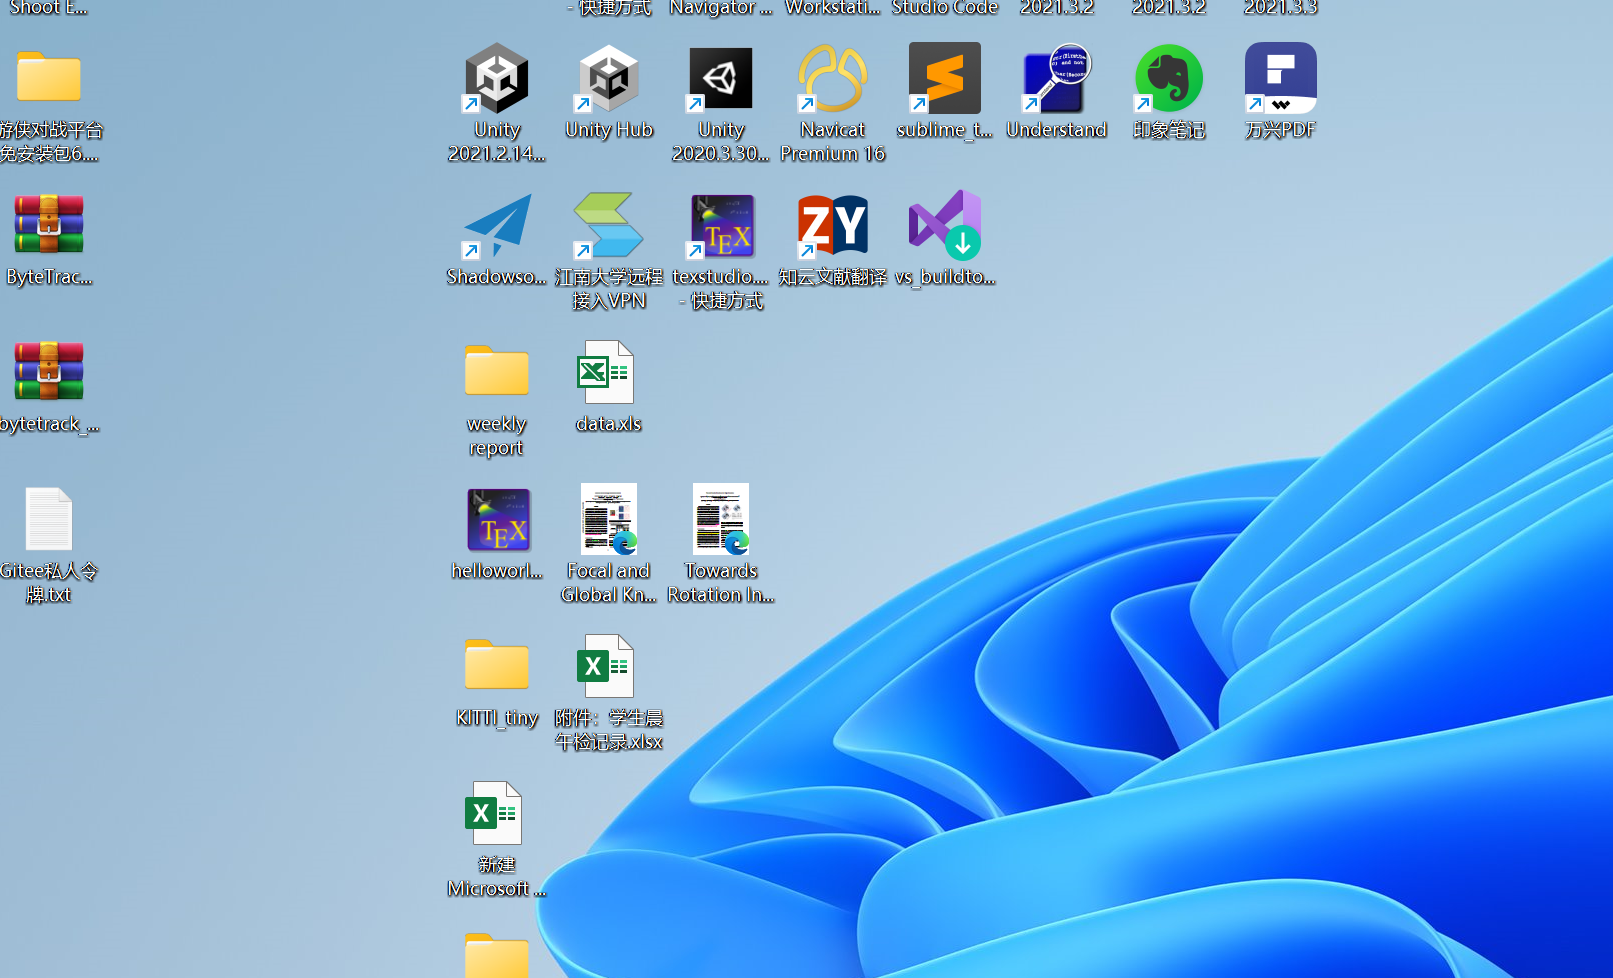 Shoot E...
- 快捷方式
Navigator ...
Workstati...
Studio Code
2021.3.2
2021.3.2
2021.3.3
游侠对战平台
免安装包6....
Unity
2021.2.14...
Unity Hub
Unity
2020.3.30...
Navicat
Premium 16
sublime_t...
Understand
印象笔记
万兴PDF
ByteTrac...
Shadowso...
江南大学远程
接入VPN
texstudio....
- 快捷方式
知云文献翻译
vs_buildto...
bytetrack_...
weekly
report
data.xls
Gitee私人令
牌.txt
helloworl...
Focal and
Global Kn...
Towards
Rotation In...
KITTI_tiny
附件：学生晨
午检记录.xlsx
新建
Microsoft ...
TEX
ZY
TEX